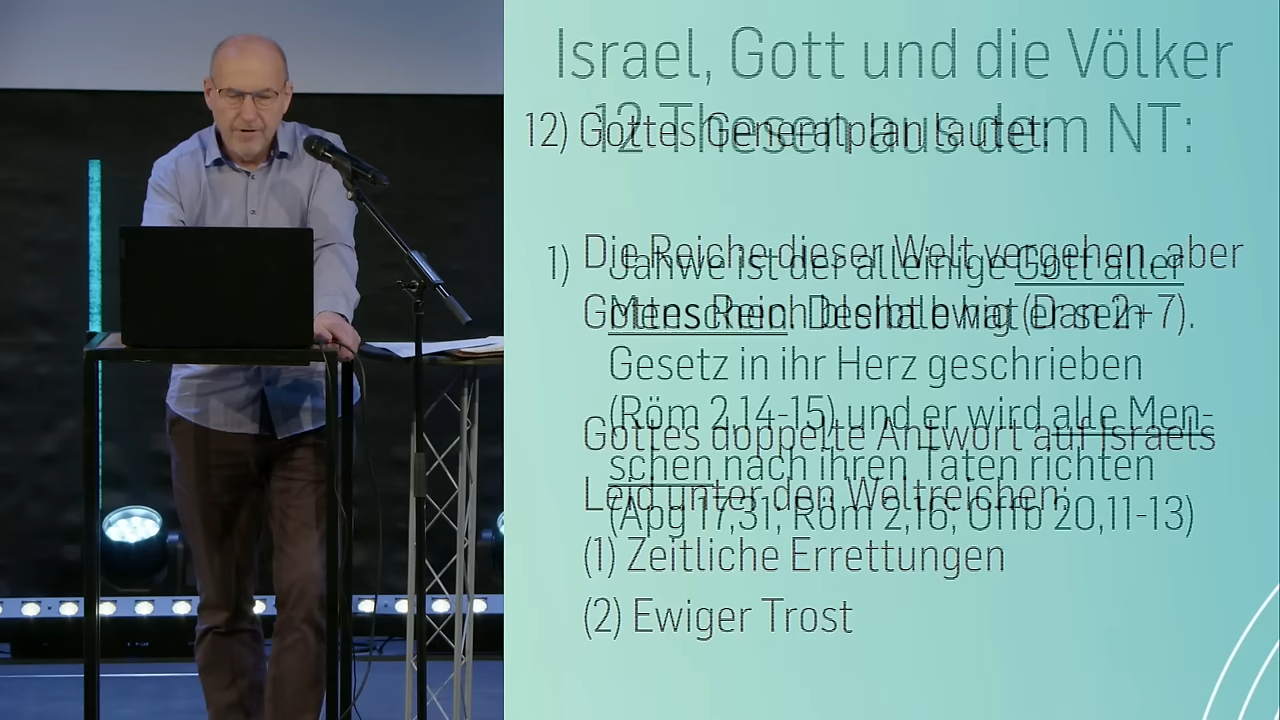 Israel, Gott und die Völker
12 Thesen aus dem NT:
1) Jahwe ist der alleinige Gott aller
Menschen. Deshalb hat er sein
Gesetz in ihr Herz geschrieben
(Röm 2,14-15) und er wird alle Men-
schen nach ihren Taten richten
(Apg 17,31; Röm 2,16; Offb 20,11-13)
12) Gottes Generalplan lautet:
Die Reiche dieser Welt vergehen, aber
Gottes Reich bleibt ewig (Dan 2+7).
Gottes doppelte Antwort auf Israels
Leid unter den Weltreichen:
(1) Zeitliche Errettungen
(2) Ewiger Trost